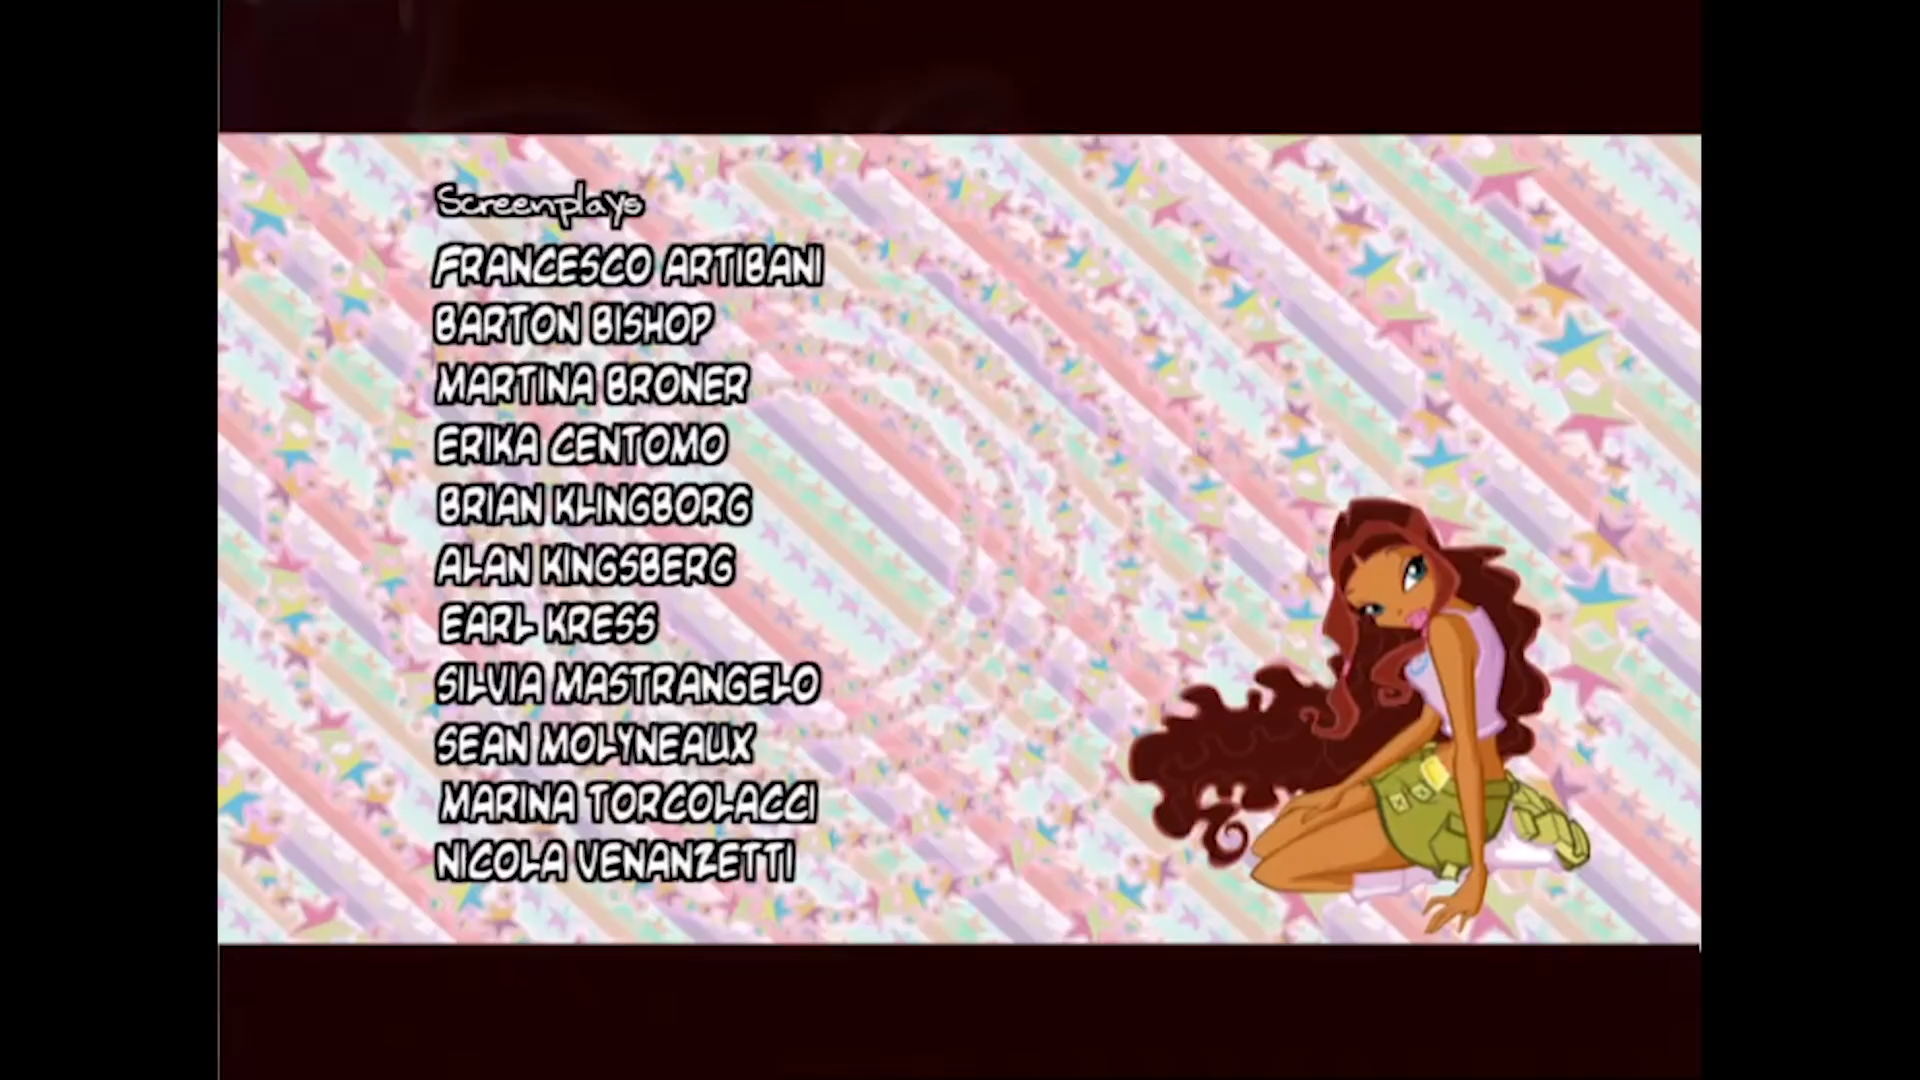 Screenplays
FRANCESCO ARTIBANI
BARTON BISHOP
MARTINA BRONER
ERIKA CENTOMO
BRIAN KLINGBORG
ALAN KINGSBERG
EARL KRESS
SILVIA MASTRANGELO
SEAN MOLYNEAUX
MARINA TORCOLACCI
NICOLA VENANZETTI